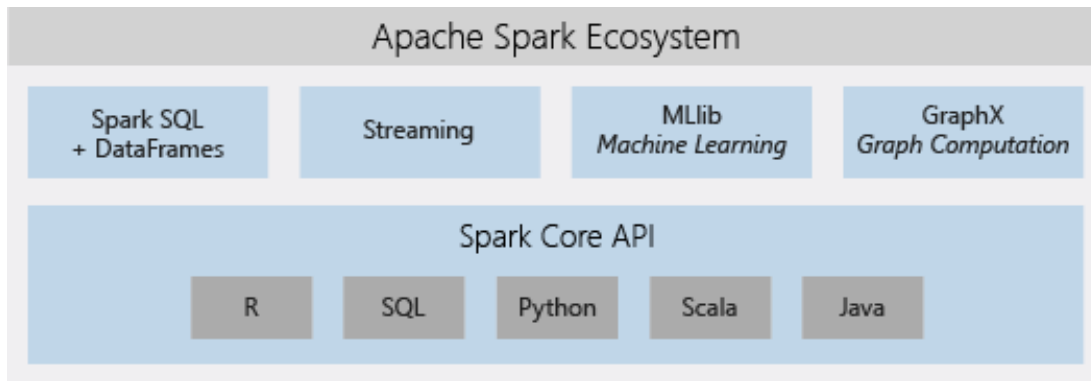 Apache Spark Ecosystem
Spark SQL
+ DataFrames
Streaming
MLlib
Machine Learning
GraphX
Graph Computation
Spark Core API
R
SQL
Python
Scala
Java